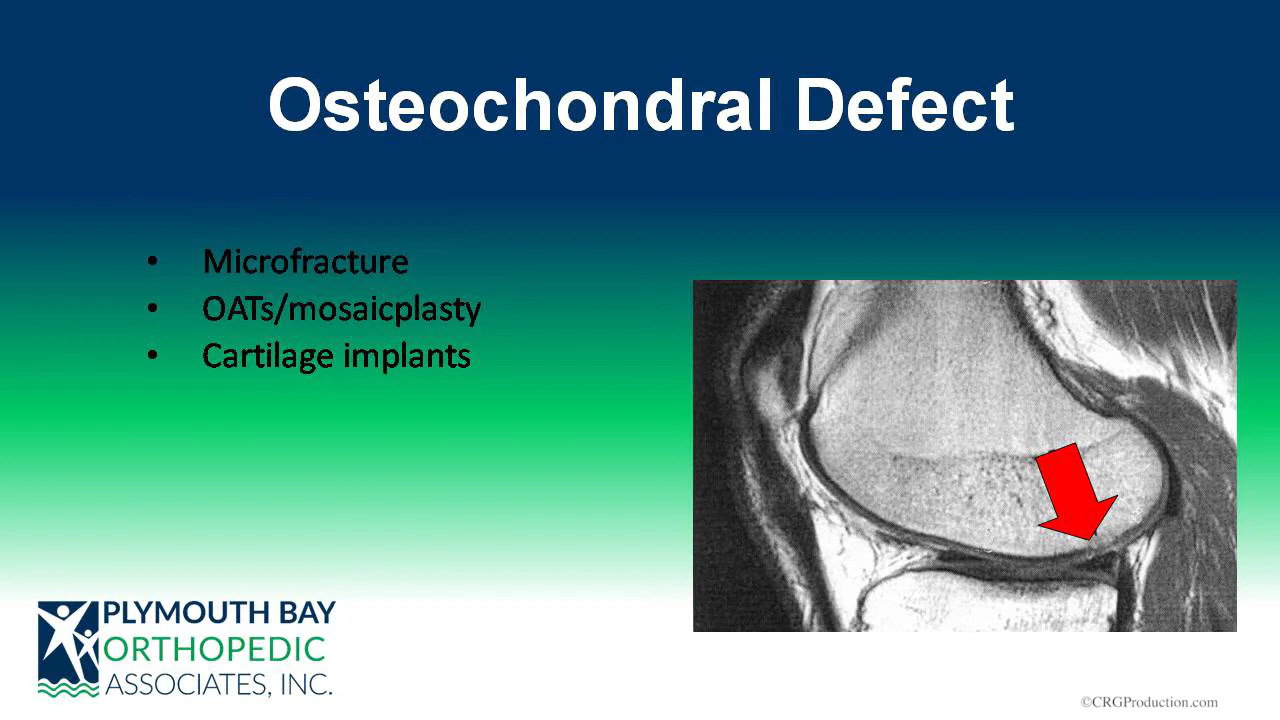 Osteochondral Defect
• Microfracture
• OATs/mosaicplasty
• Cartilage implants
PLYMOUTH BAY
ORTHOPEDIC
ASSOCIATES, INC.
©CRGProduction.com